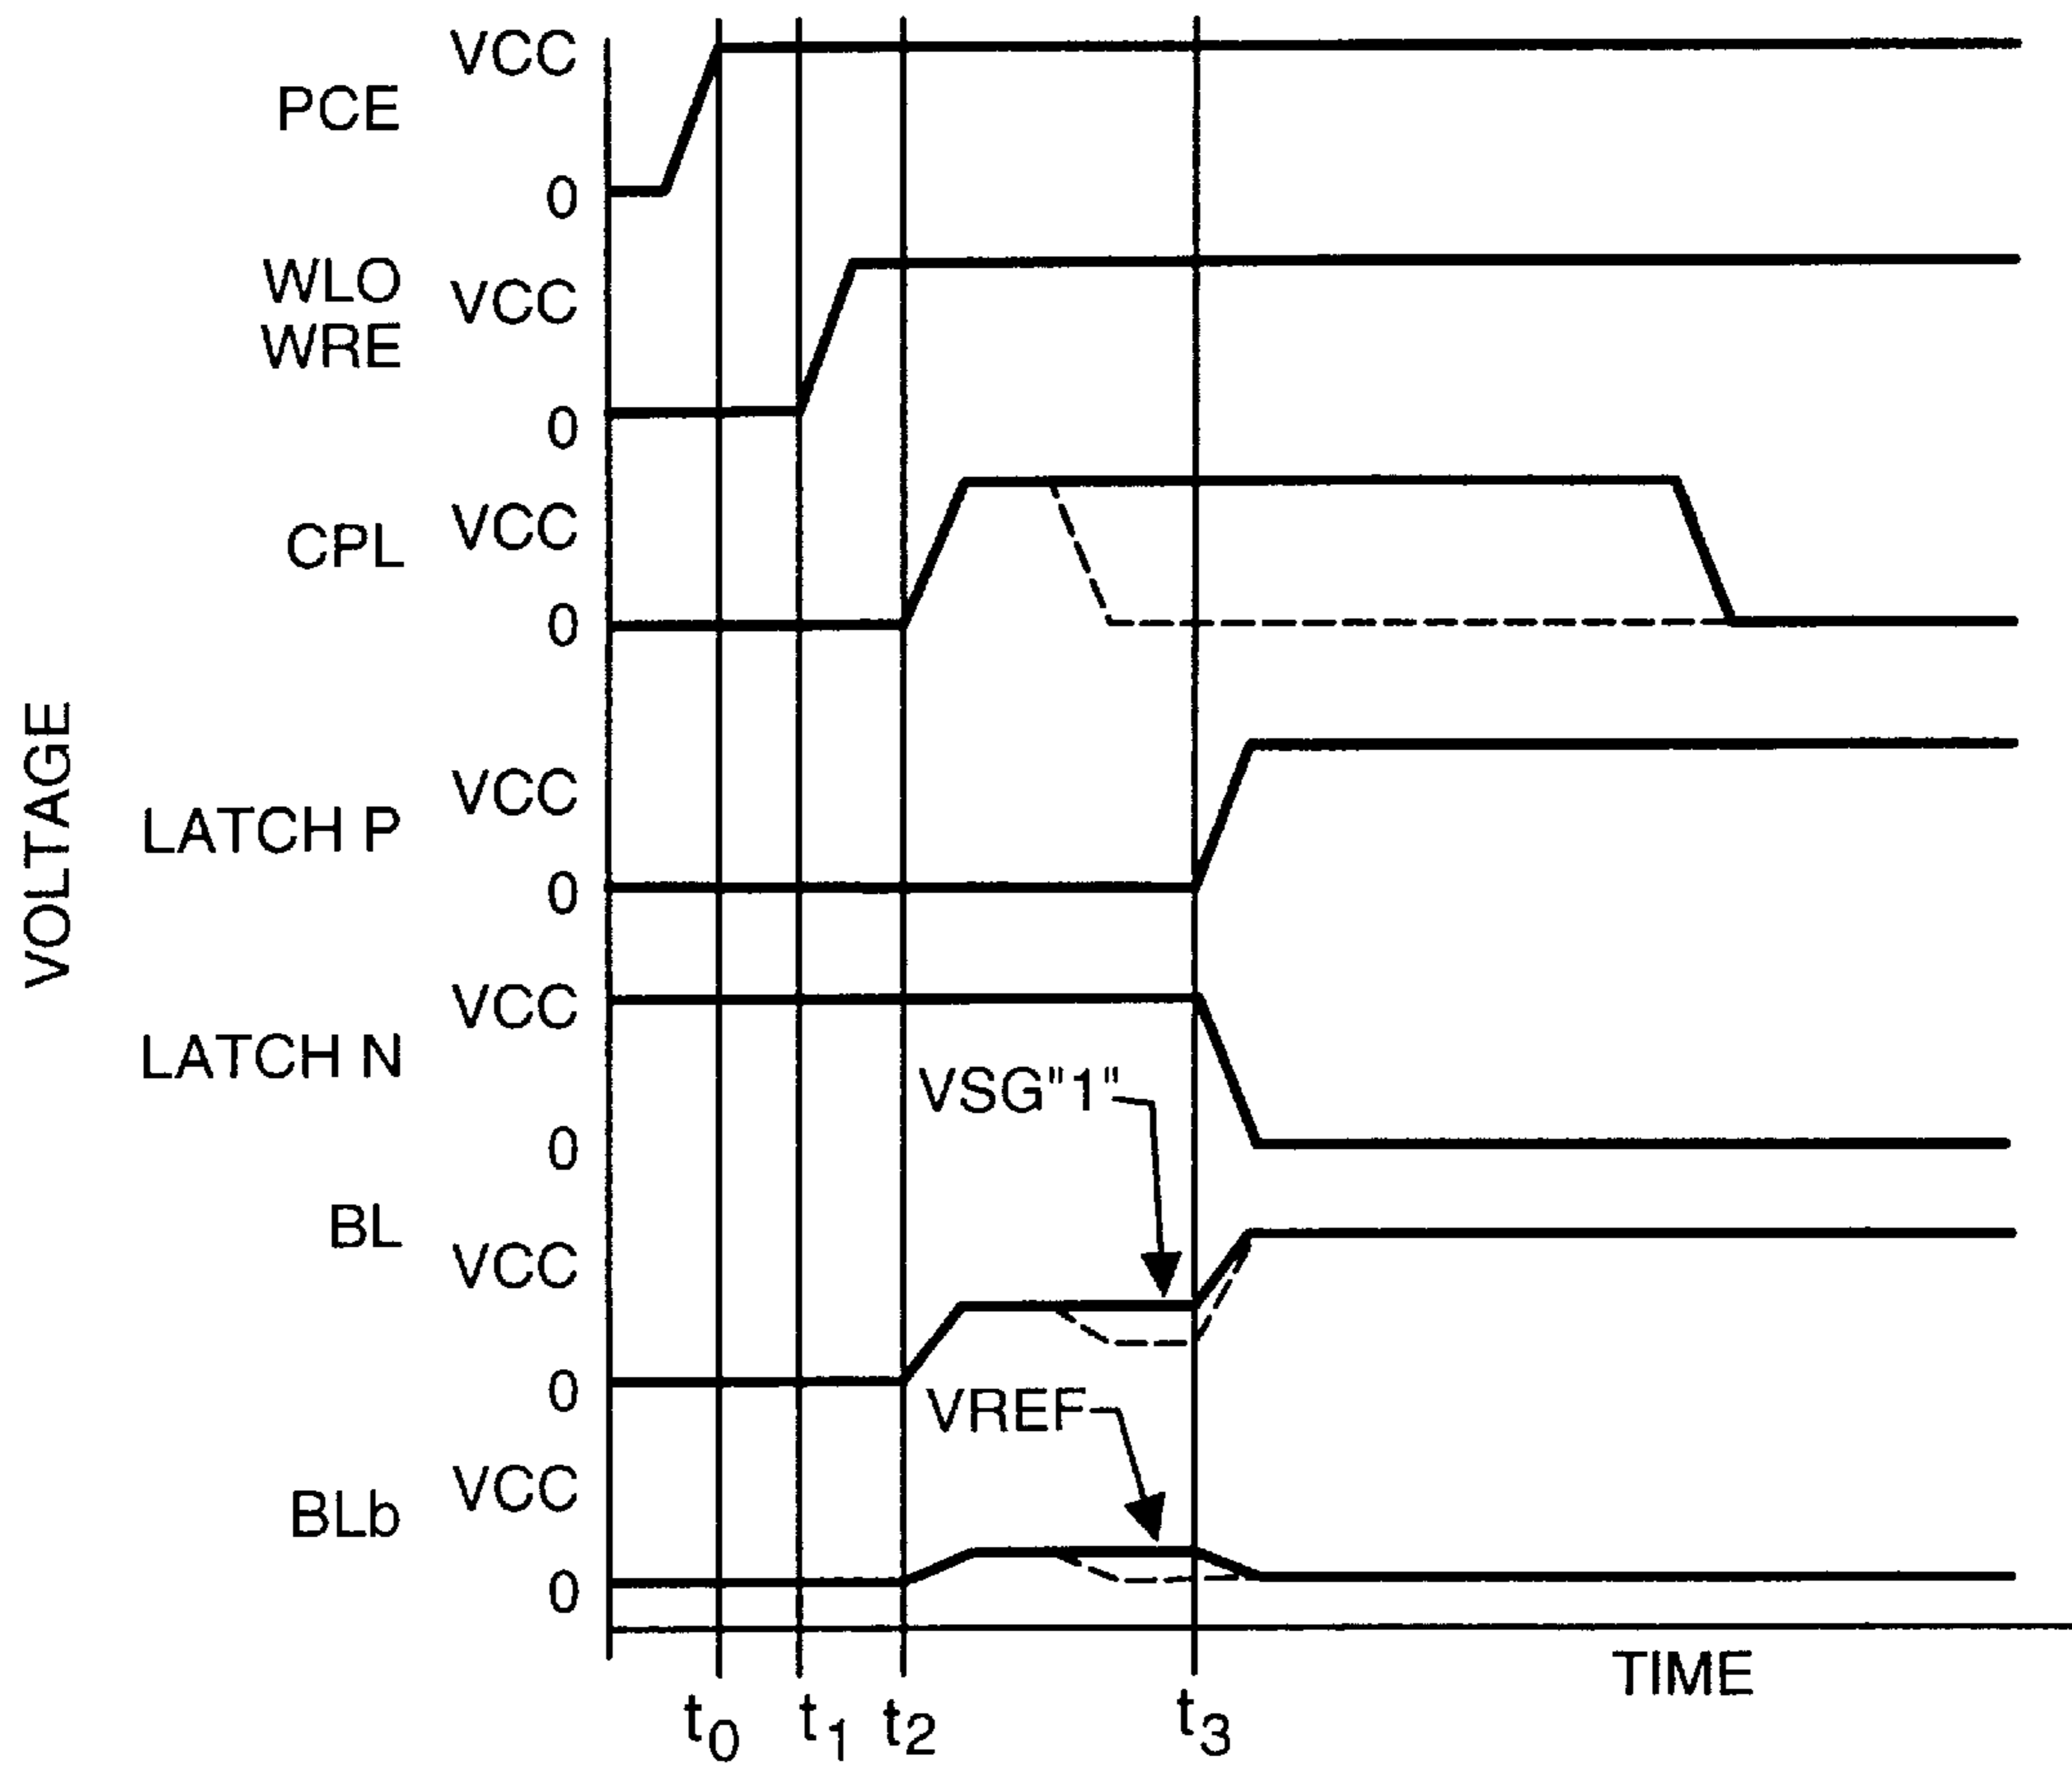 VCC
PCE
0
WLO
WRE
VCC
0
CPL
VCC
0
VOLTAGE
LATCH P
VCC
0
LATCH N
VCC
VSG"1"
0
BL
VCC
0
VREF
BLb
VCC
0
TIME
t0
t1
t2
t3